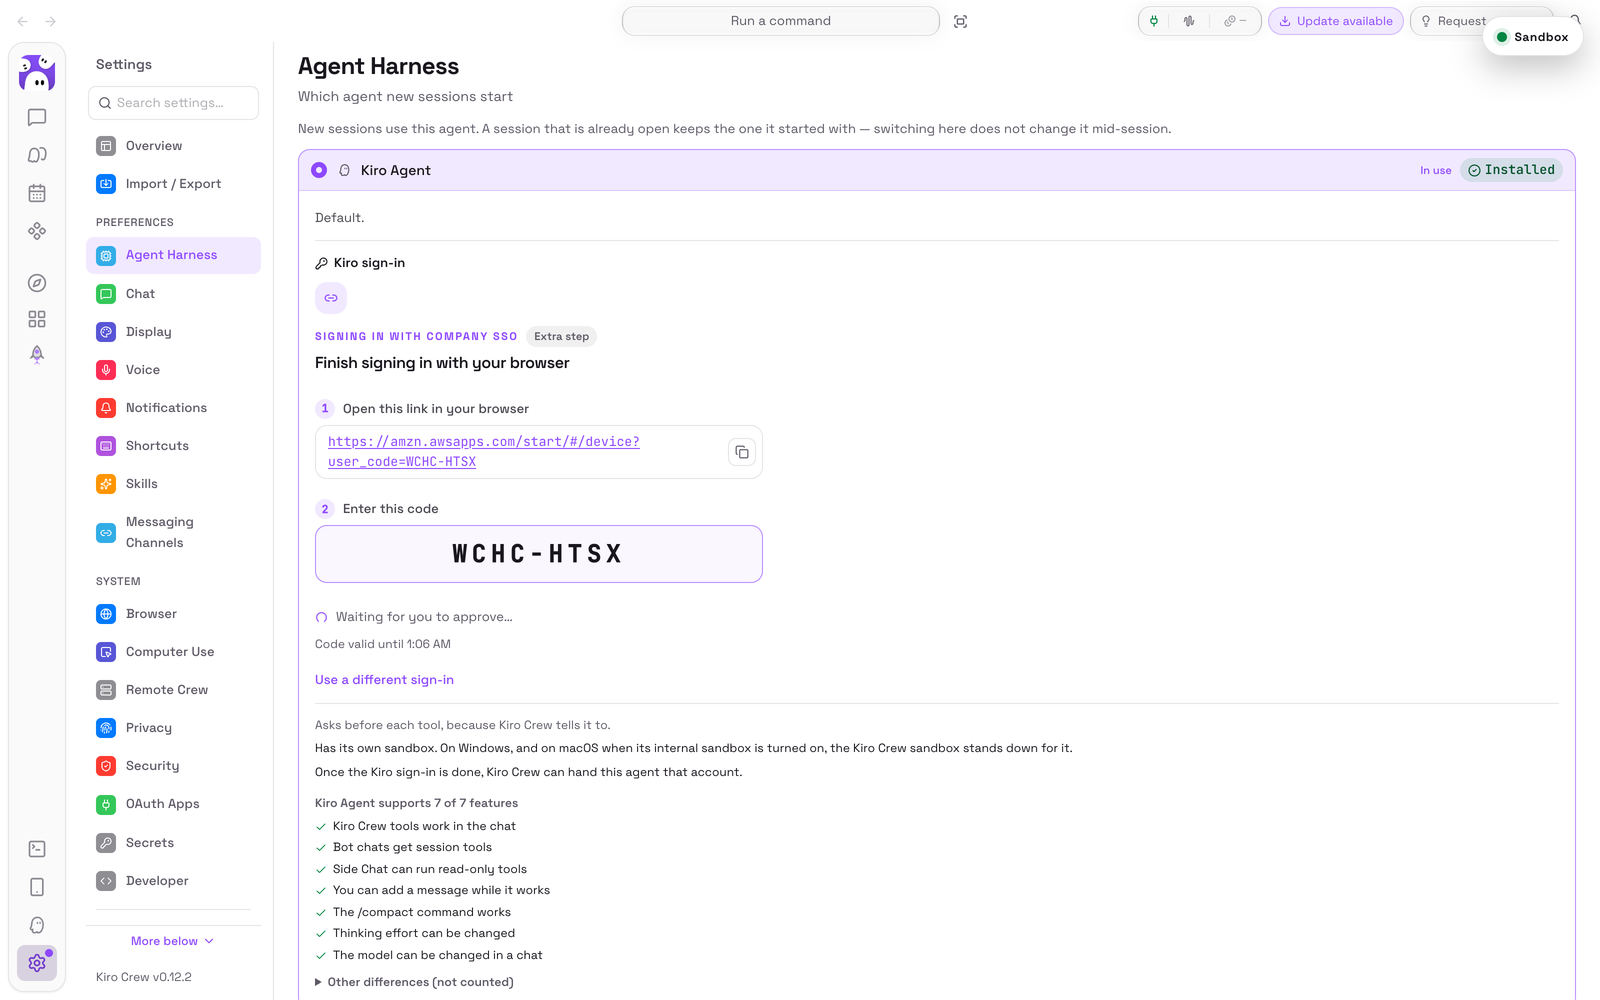 Run a command
Update available
Request
Sandbox
Settings
Search settings...
Overview
Import / Export
PREFERENCES
Agent Harness
Chat
Display
Voice
Notifications
Shortcuts
Skills
Messaging
Channels
SYSTEM
Browser
Computer Use
Remote Crew
Privacy
Security
OAuth Apps
Secrets
Developer
More below
Kiro Crew v0.12.2
Agent Harness
Which agent new sessions start
New sessions use this agent. A session that is already open keeps the one it started with — switching here does not change it mid-session.
Kiro Agent
In use
Installed
Default.
Kiro sign-in
SIGNING IN WITH COMPANY SSO
Extra step
Finish signing in with your browser
1 Open this link in your browser
https://amzn.awsapps.com/start/#/device?
user_code=WCHC-HTSX
2 Enter this code
WCHC-HTSX
Waiting for you to approve...
Code valid until 1:06 AM
Use a different sign-in
Asks before each tool, because Kiro Crew tells it to.
Has its own sandbox. On Windows, and on macOS when its internal sandbox is turned on, the Kiro Crew sandbox stands down for it.
Once the Kiro sign-in is done, Kiro Crew can hand this agent that account.
Kiro Agent supports 7 of 7 features
Kiro Crew tools work in the chat
Bot chats get session tools
Side Chat can run read-only tools
You can add a message while it works
The /compact command works
Thinking effort can be changed
The model can be changed in a chat
Other differences (not counted)